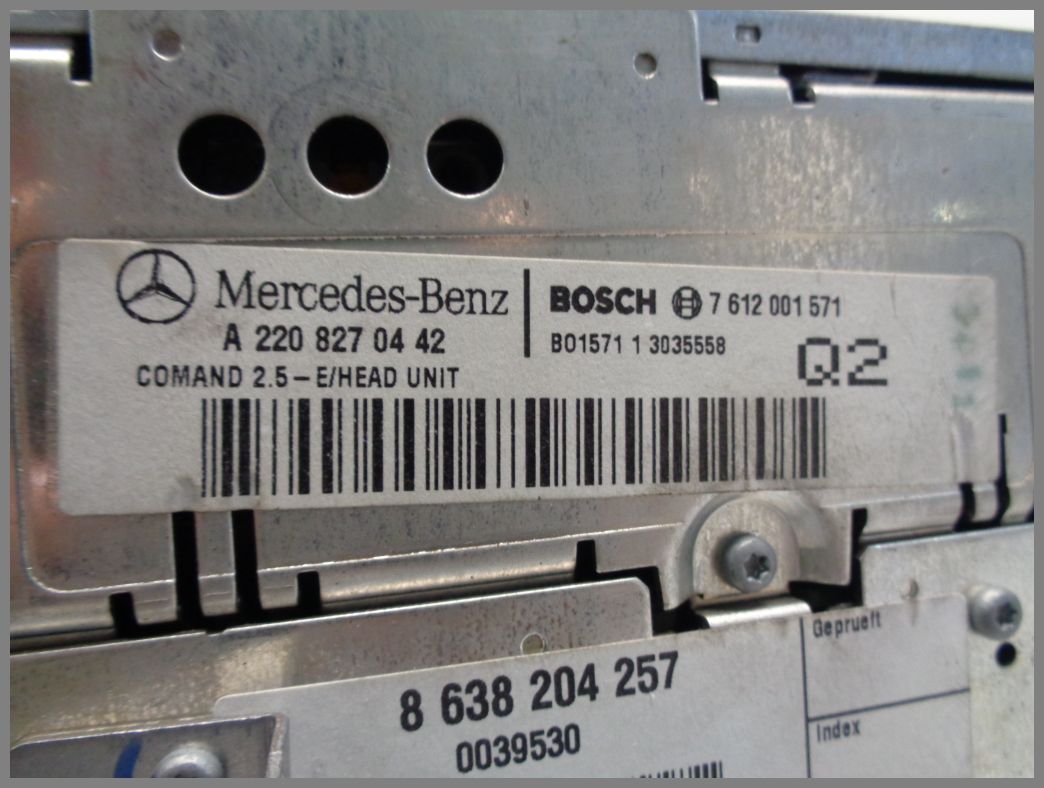 Mercedes-Benz
A 220 827 04 42
COMAND 2.5 – E/HEAD UNIT
BOSCH 7 612 001 571
BO1571 1 3035558
Q2
8 638 204 257
0039530
Geprueft
Index